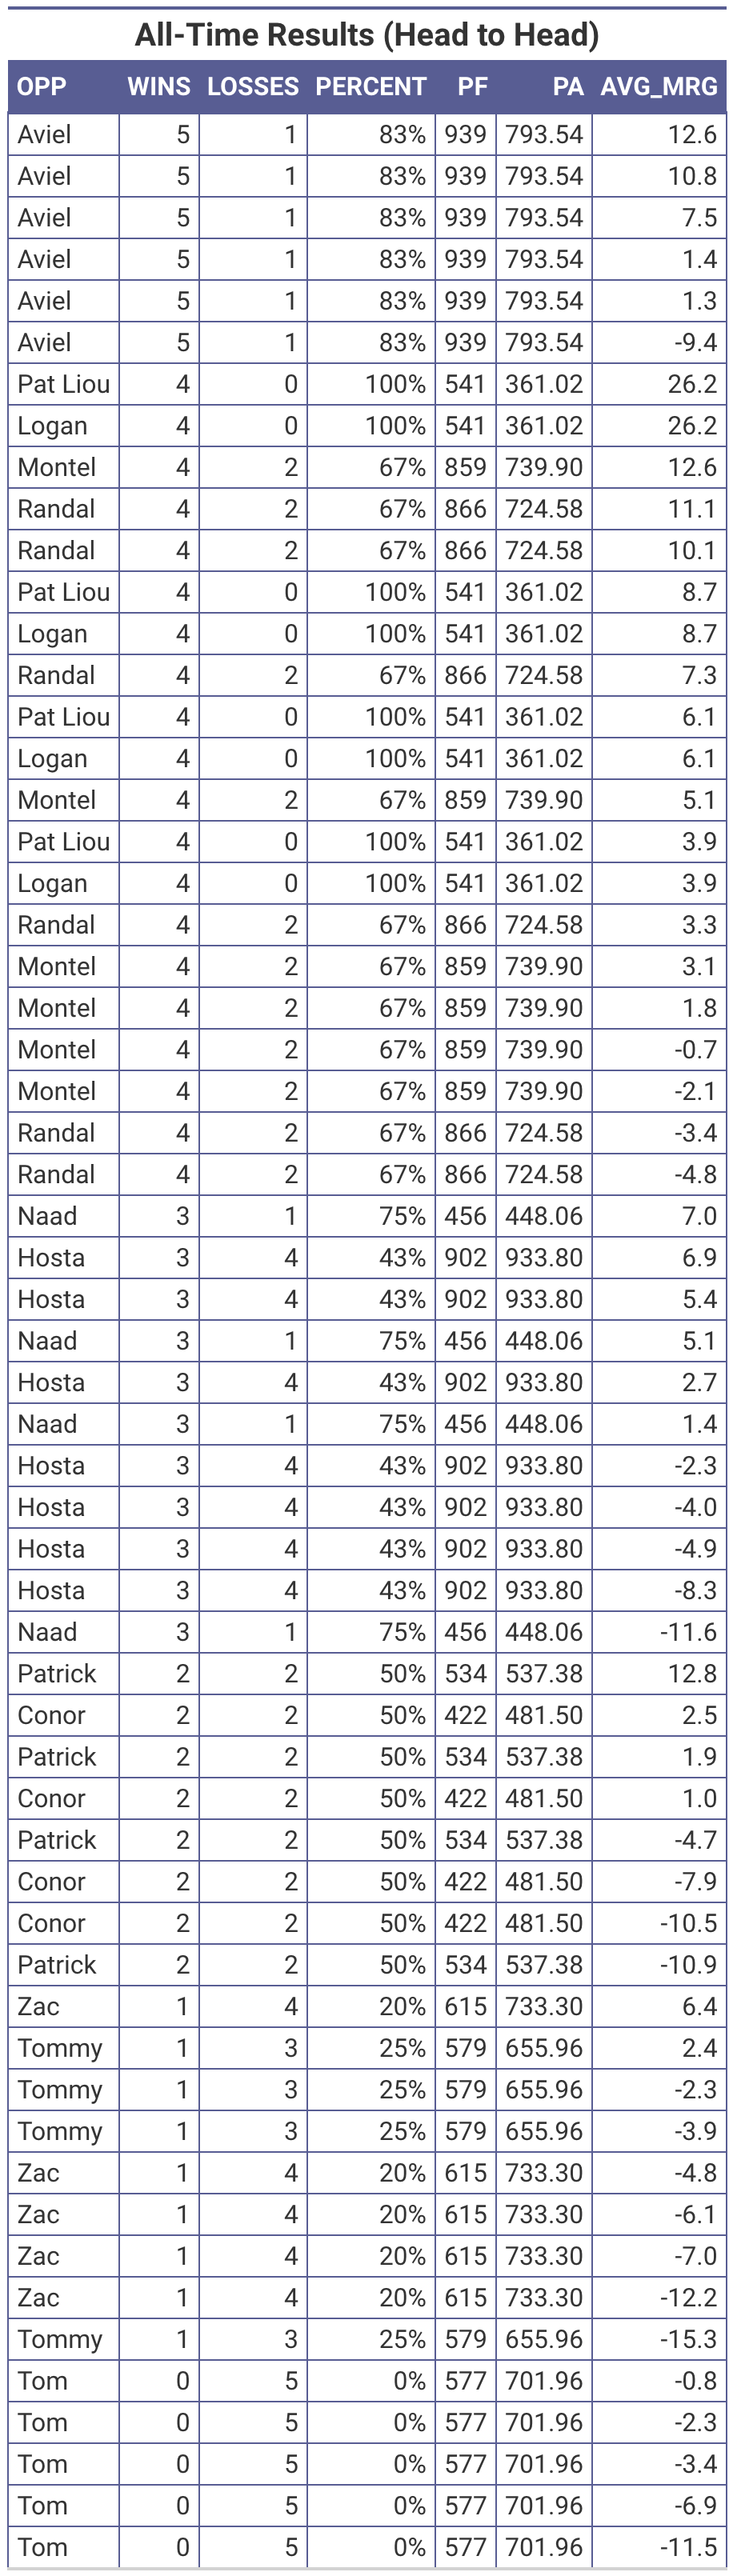 All-Time Results (Head to Head)
OPP WINS LOSSES PERCENT PF PA AVG_MRG
Aviel 5 1 83% 939 793.54 12.6
Aviel 5 1 83% 939 793.54 10.8
Aviel 5 1 83% 939 793.54 7.5
Aviel 5 1 83% 939 793.54 1.4
Aviel 5 1 83% 939 793.54 1.3
Aviel 5 1 83% 939 793.54 -9.4
Pat Liou 4 0 100% 541 361.02 26.2
Logan 4 0 100% 541 361.02 26.2
Montel 4 2 67% 859 739.90 12.6
Randal 4 2 67% 866 724.58 11.1
Randal 4 2 67% 866 724.58 10.1
Pat Liou 4 0 100% 541 361.02 8.7
Logan 4 0 100% 541 361.02 8.7
Randal 4 2 67% 866 724.58 7.3
Pat Liou 4 0 100% 541 361.02 6.1
Logan 4 0 100% 541 361.02 6.1
Montel 4 2 67% 859 739.90 5.1
Pat Liou 4 0 100% 541 361.02 3.9
Logan 4 0 100% 541 361.02 3.9
Randal 4 2 67% 866 724.58 3.3
Montel 4 2 67% 859 739.90 3.1
Montel 4 2 67% 859 739.90 1.8
Montel 4 2 67% 859 739.90 -0.7
Montel 4 2 67% 859 739.90 -2.1
Randal 4 2 67% 866 724.58 -3.4
Randal 4 2 67% 866 724.58 -4.8
Naad 3 1 75% 456 448.06 7.0
Hosta 3 4 43% 902 933.80 6.9
Hosta 3 4 43% 902 933.80 5.4
Naad 3 1 75% 456 448.06 5.1
Hosta 3 4 43% 902 933.80 2.7
Naad 3 1 75% 456 448.06 1.4
Hosta 3 4 43% 902 933.80 -2.3
Hosta 3 4 43% 902 933.80 -4.0
Hosta 3 4 43% 902 933.80 -4.9
Hosta 3 4 43% 902 933.80 -8.3
Naad 3 1 75% 456 448.06 -11.6
Patrick 2 2 50% 534 537.38 12.8
Conor 2 2 50% 422 481.50 2.5
Patrick 2 2 50% 534 537.38 1.9
Conor 2 2 50% 422 481.50 1.0
Patrick 2 2 50% 534 537.38 -4.7
Conor 2 2 50% 422 481.50 -7.9
Conor 2 2 50% 422 481.50 -10.5
Patrick 2 2 50% 534 537.38 -10.9
Zac 1 4 20% 615 733.30 6.4
Tommy 1 3 25% 579 655.96 2.4
Tommy 1 3 25% 579 655.96 -2.3
Tommy 1 3 25% 579 655.96 -3.9
Zac 1 4 20% 615 733.30 -4.8
Zac 1 4 20% 615 733.30 -6.1
Zac 1 4 20% 615 733.30 -7.0
Zac 1 4 20% 615 733.30 -12.2
Tommy 1 3 25% 579 655.96 -15.3
Tom 0 5 0% 577 701.96 -0.8
Tom 0 5 0% 577 701.96 -2.3
Tom 0 5 0% 577 701.96 -3.4
Tom 0 5 0% 577 701.96 -6.9
Tom 0 5 0% 577 701.96 -11.5